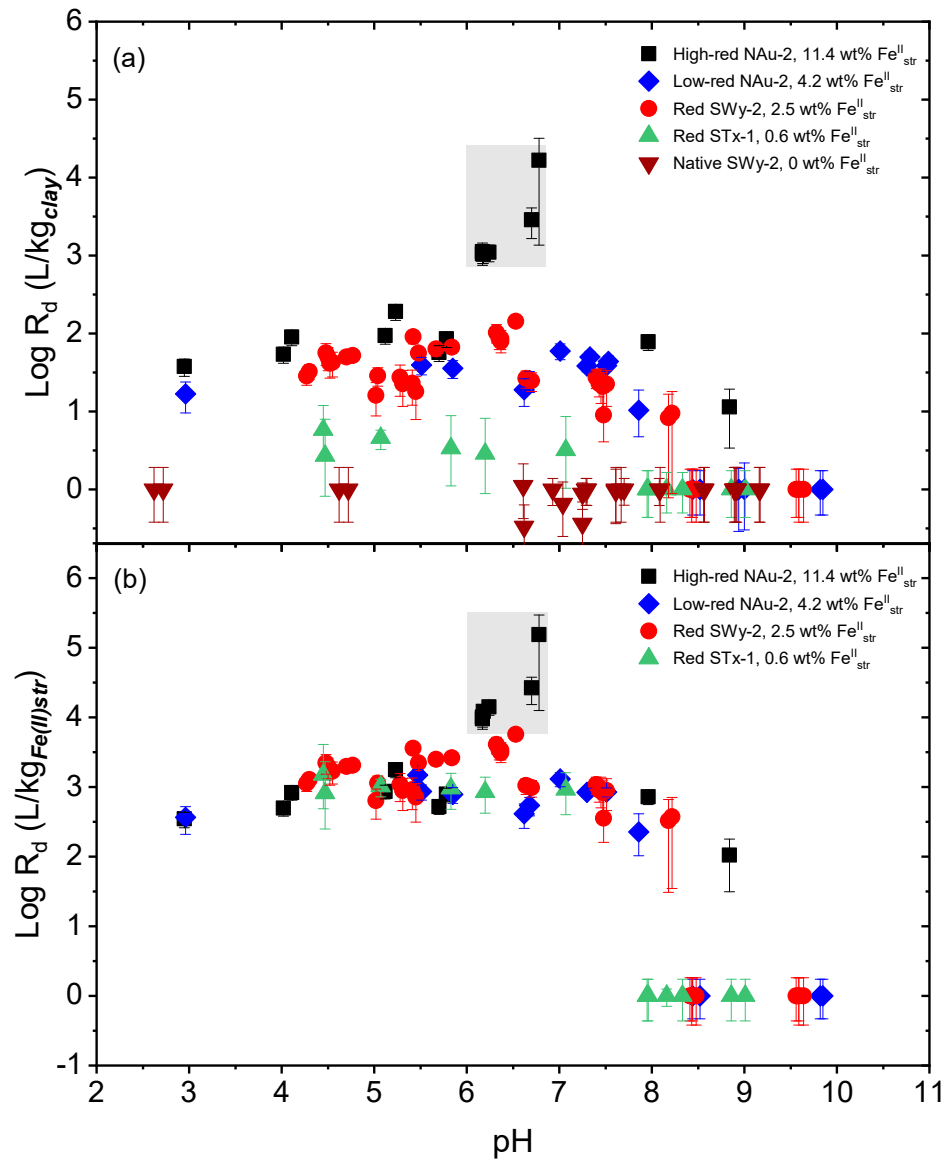 (a)
High-red NAu-2, 11.4 wt% Fe^II_str
Low-red NAu-2, 4.2 wt% Fe^II_str
Red SWy-2, 2.5 wt% Fe^II_str
Red STx-1, 0.6 wt% Fe^II_str
Native SWy-2, 0 wt% Fe^II_str
Log R_d (L/kg_clay)
6
5
4
3
2
1
0
(b)
High-red NAu-2, 11.4 wt% Fe^II_str
Low-red NAu-2, 4.2 wt% Fe^II_str
Red SWy-2, 2.5 wt% Fe^II_str
Red STx-1, 0.6 wt% Fe^II_str
Log R_d (L/kg_Fe(II)str)
6
5
4
3
2
1
0
-1
2 3 4 5 6 7 8 9 10 11
pH